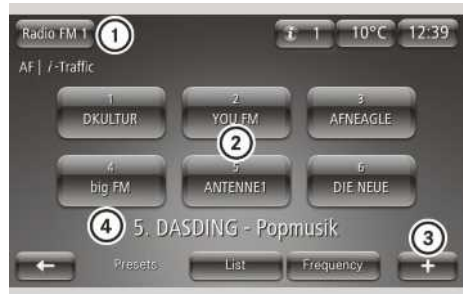 Radio FM 1 1 i 1 10°C 12:39
AF | i-Traffic
1 2 3
DKULTUR YOU FM AFNEAGLE
2
4 5 6
big FM ANTENNE1 DIE NEUE
4 5. DASDING - Popmusik 3
← Presets List Frequency +